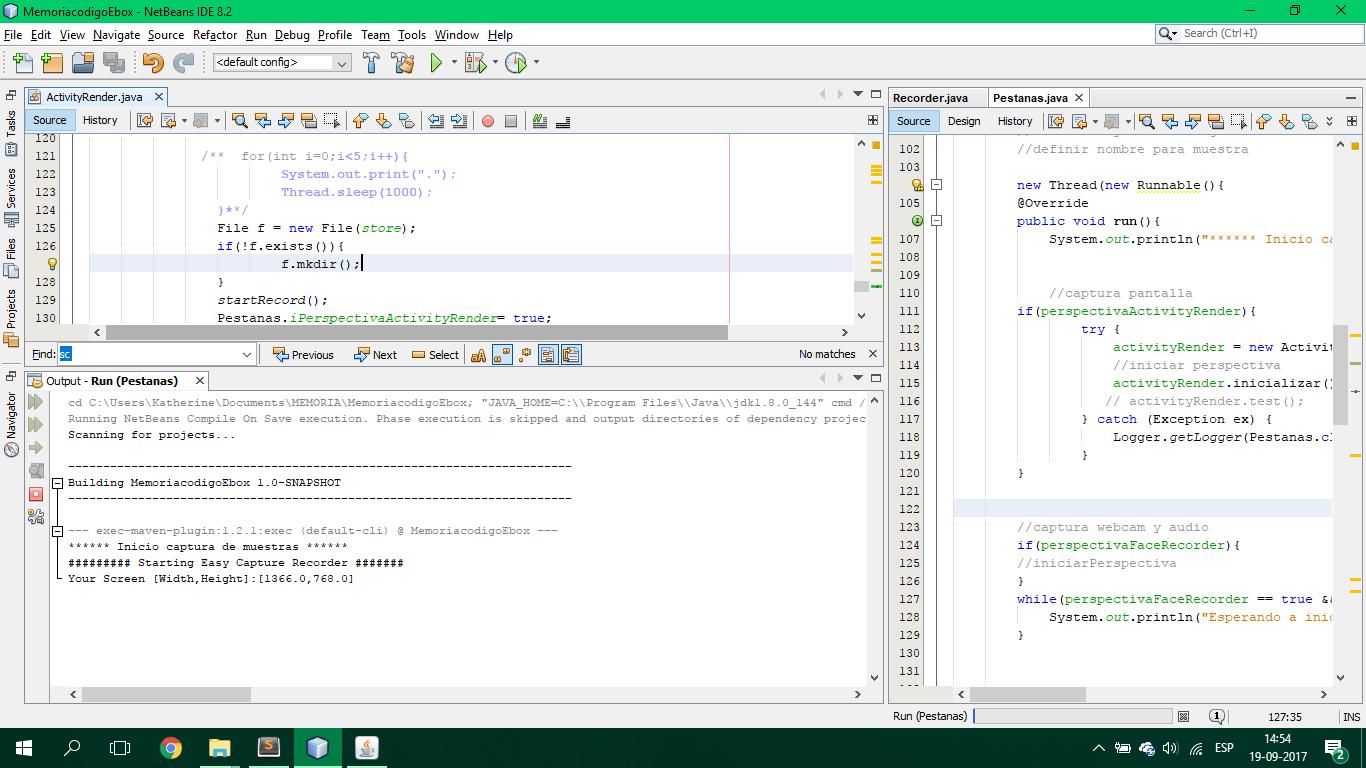 MemoriacodigoEbox - NetBeans IDE 8.2
File Edit View Navigate Source Refactor Run Debug Profile Team Tools Window Help
Search (Ctrl+I)
<default config>
ActivityRender.java
Source History
Tasks
Services
Files
Projects
Navigator
120
121 /** for(int i=0;i<5;i++){
122 System.out.print(".");
123 Thread.sleep(1000);
124 }**/
125 File f = new File(store);
126 if(!f.exists()){
f.mkdir();
128 }
129 startRecord();
130 Pestanas.iPerspectivaActivityRender= true;
Find: sc
Previous Next Select
No matches
Output - Run (Pestanas)
cd C:\Users\Katherine\Documents\MEMORIA\MemoriacodigoEbox; "JAVA_HOME=C:\\Program Files\\Java\\jdk1.8.0_144" cmd /
Running NetBeans Compile On Save execution. Phase execution is skipped and output directories of dependency projec
Scanning for projects...
------------------------------------------------------------------------
Building MemoriacodigoEbox 1.0-SNAPSHOT
------------------------------------------------------------------------
--- exec-maven-plugin:1.2.1:exec (default-cli) @ MemoriacodigoEbox ---
****** Inicio captura de muestras ******
######### Starting Easy Capture Recorder #######
Your Screen [Width,Height]:[1366.0,768.0]
Recorder.java Pestanas.java
Source Design History
102 //definir nombre para muestra
103
new Thread(new Runnable(){
105 @Override
public void run(){
107 System.out.println("****** Inicio ca
108
109
110 //captura pantalla
111 if(perspectivaActivityRender){
112 try {
113 activityRender = new Activit
114 //iniciar perspectiva
115 activityRender.inicializar()
116 // activityRender.test();
117 } catch (Exception ex) {
118 Logger.getLogger(Pestanas.cl
119 }
120 }
121
122
123 //captura webcam y audio
124 if(perspectivaFaceRecorder){
125 //iniciarPerspectiva
126 }
127 while(perspectivaFaceRecorder == true &&
128 System.out.println("Esperando a inic
129 }
130
131
Run (Pestanas)
1
127:35
INS
ESP
14:54
19-09-2017
2